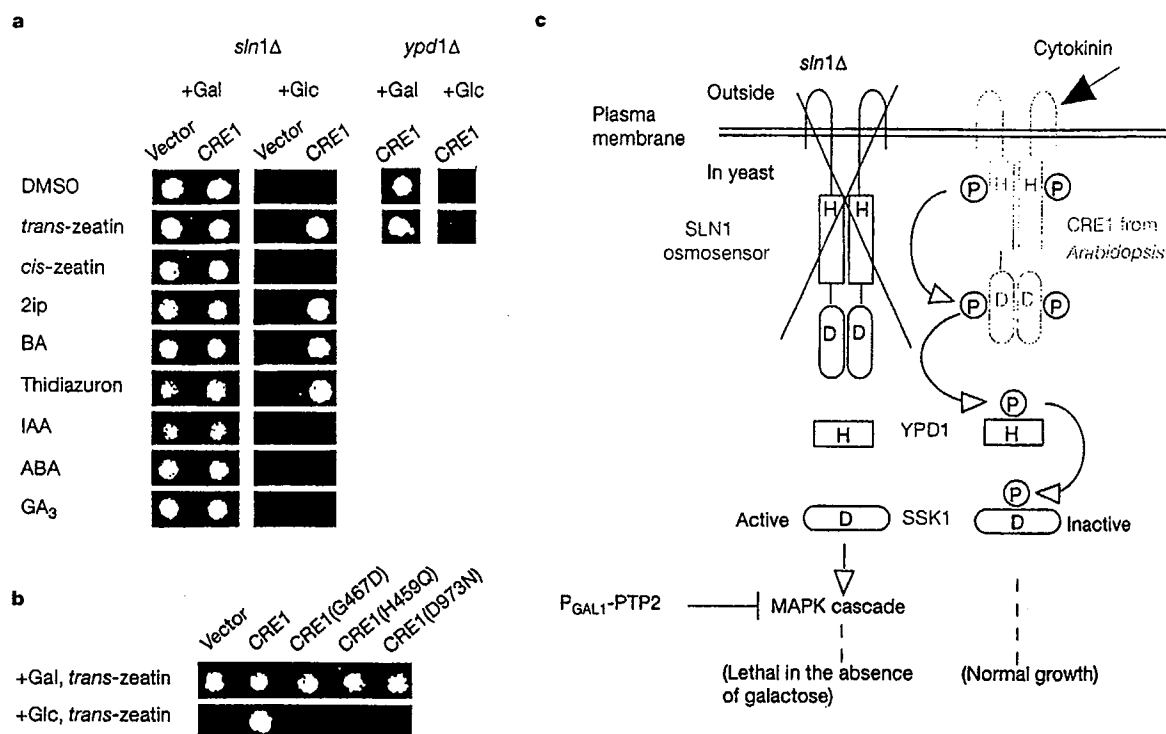 a
sln1Δ
ypd1Δ
+Gal
+Glc
+Gal
+Glc
Vector
CRE1
Vector
CRE1
CRE1
CRE1
DMSO
trans-zeatin
cis-zeatin
2ip
BA
Thidiazuron
IAA
ABA
GA₃
b
Vector
CRE1
CRE1(G467D)
CRE1(H459Q)
CRE1(D973N)
+Gal, trans-zeatin
+Glc, trans-zeatin
c
Cytokinin
sln1Δ
Outside
Plasma
membrane
In yeast
P H H P
H H
CRE1 from
Arabidopsis
SLN1
osmosensor
P D D P
D D
P
H YPD1 H
P
Active D SSK1 D Inactive
P_GAL1-PTP2
MAPK cascade
(Lethal in the absence
of galactose)
(Normal growth)